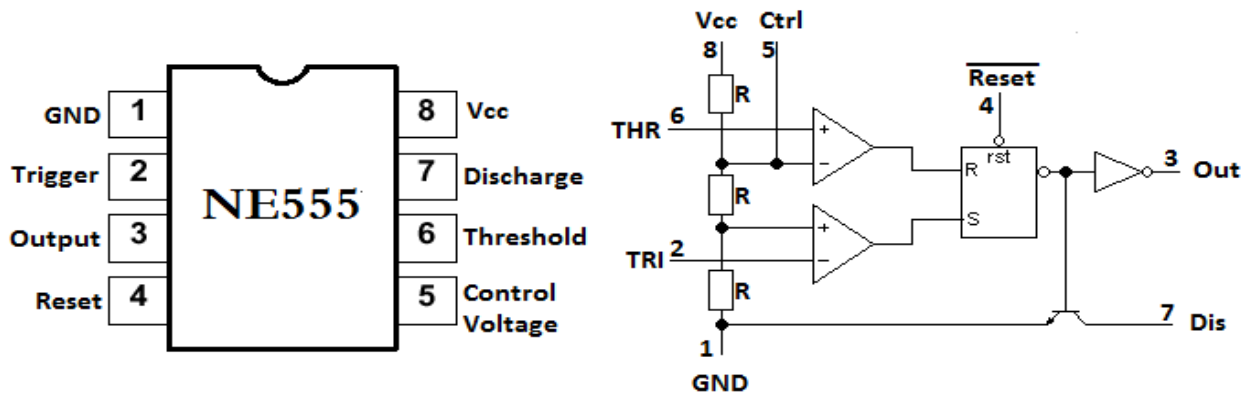 GND 1
Trigger 2
Output 3
Reset 4
NE555
8 Vcc
7 Discharge
6 Threshold
5 Control
Voltage
Vcc Ctrl
8 5
Reset
4
R
THR 6
+
−
rst
R
S
3 Out
R
+
−
TRI 2
R
7 Dis
1
GND